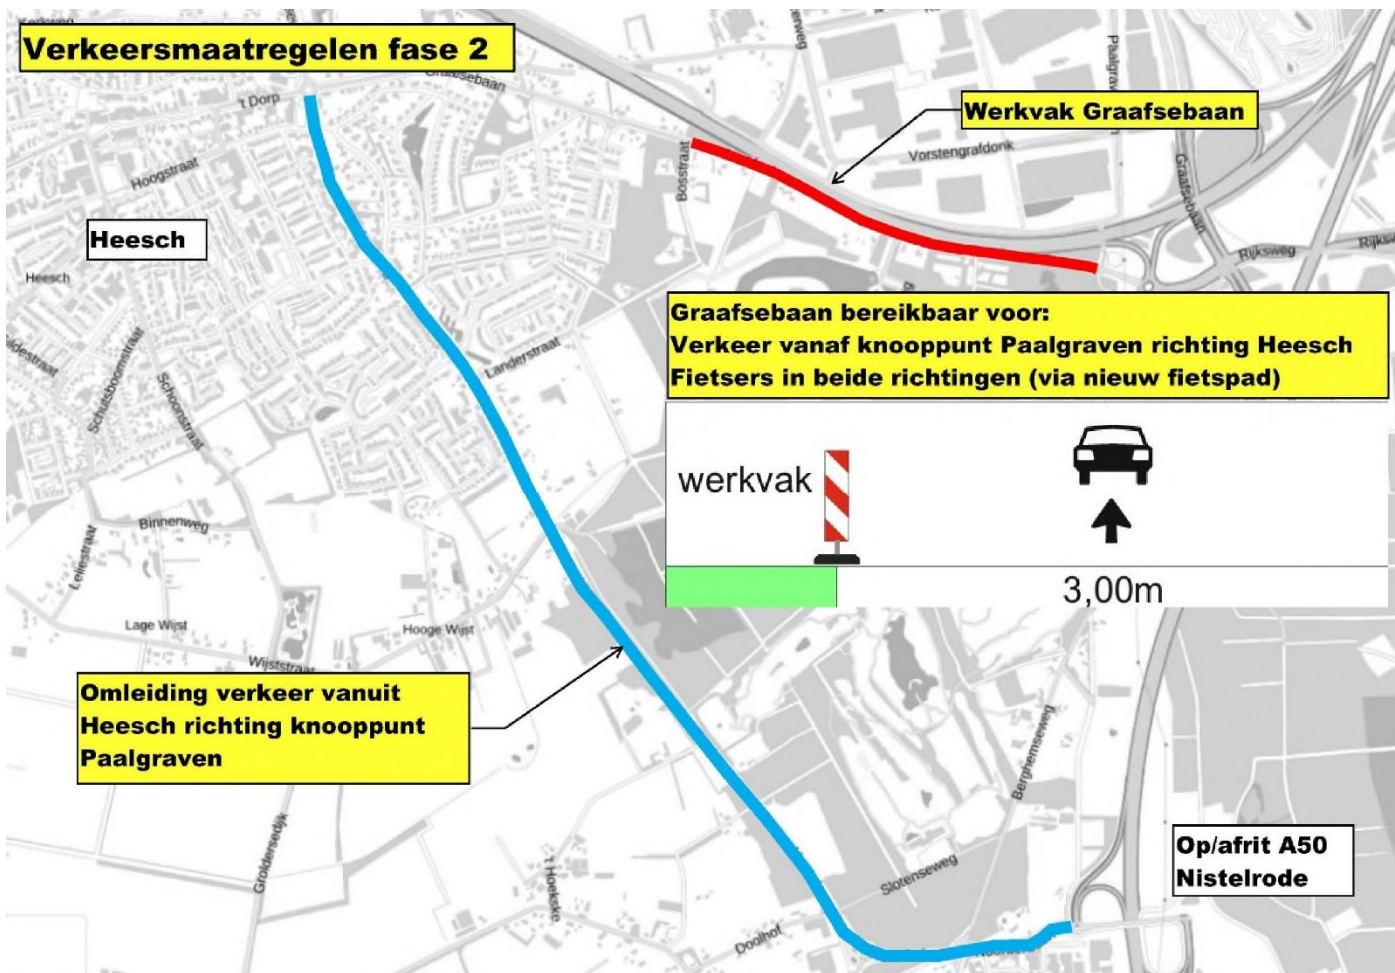 Verkeersmaatregelen fase 2
Kerkweg
Graafsebaan
't Dorp
Werkvak Graafsebaan
Vorstengrafdonk
Bosstraat
Hoogstraat
Graafsebaan
Heesch
Rijksweg
Heesch
Graafsebaan bereikbaar voor:
Verkeer vanaf knooppunt Paalgraven richting Heesch
Fietsers in beide richtingen (via nieuw fietspad)
Landerstraat
Schutsboomstraat
Schoonstraat
werkvak
3,00m
Binnenweg
Leliestraat
Lage Wijst
Hooge Wijst
Wijststraat
Omleiding verkeer vanuit
Heesch richting knooppunt
Paalgraven
Berghemseweg
Groldersedijk
't Hoekske
Slotenseweg
Op/afrit A50
Nistelrode
Doolhof